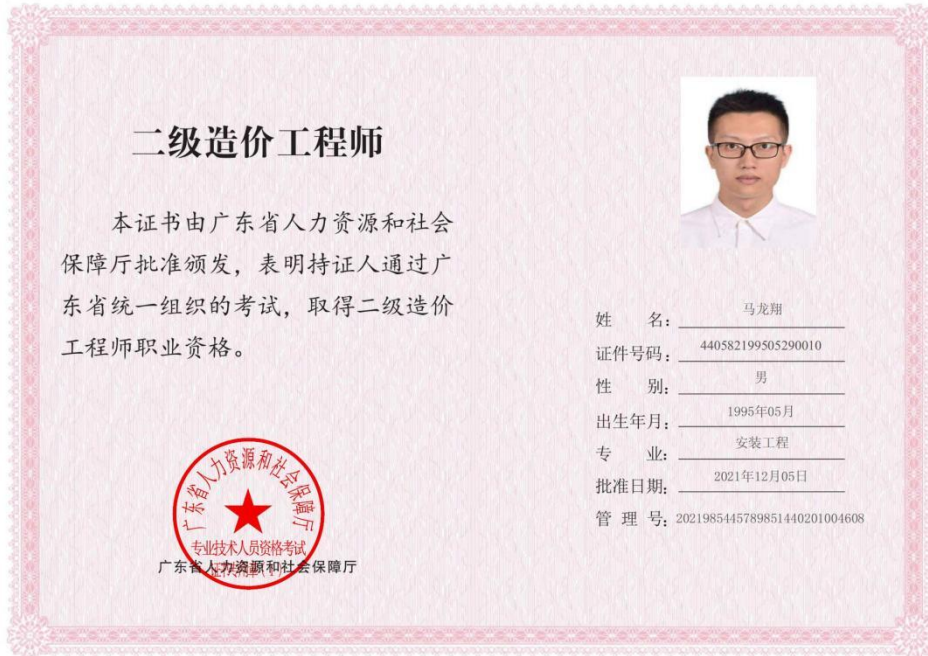 二级造价工程师
本证书由广东省人力资源和社会
保障厅批准颁发，表明持证人通过广
东省统一组织的考试，取得二级造价
工程师职业资格。
姓 名：马龙翔
证件号码：440582199505290010
性 别：男
出生年月：1995年05月
专 业：安装工程
批准日期：2021年12月05日
管 理 号：20219854457898514402010046​08
广东省人力资源和社会保障厅
专业技术人员资格考试
广东省人力资源和社会保障厅